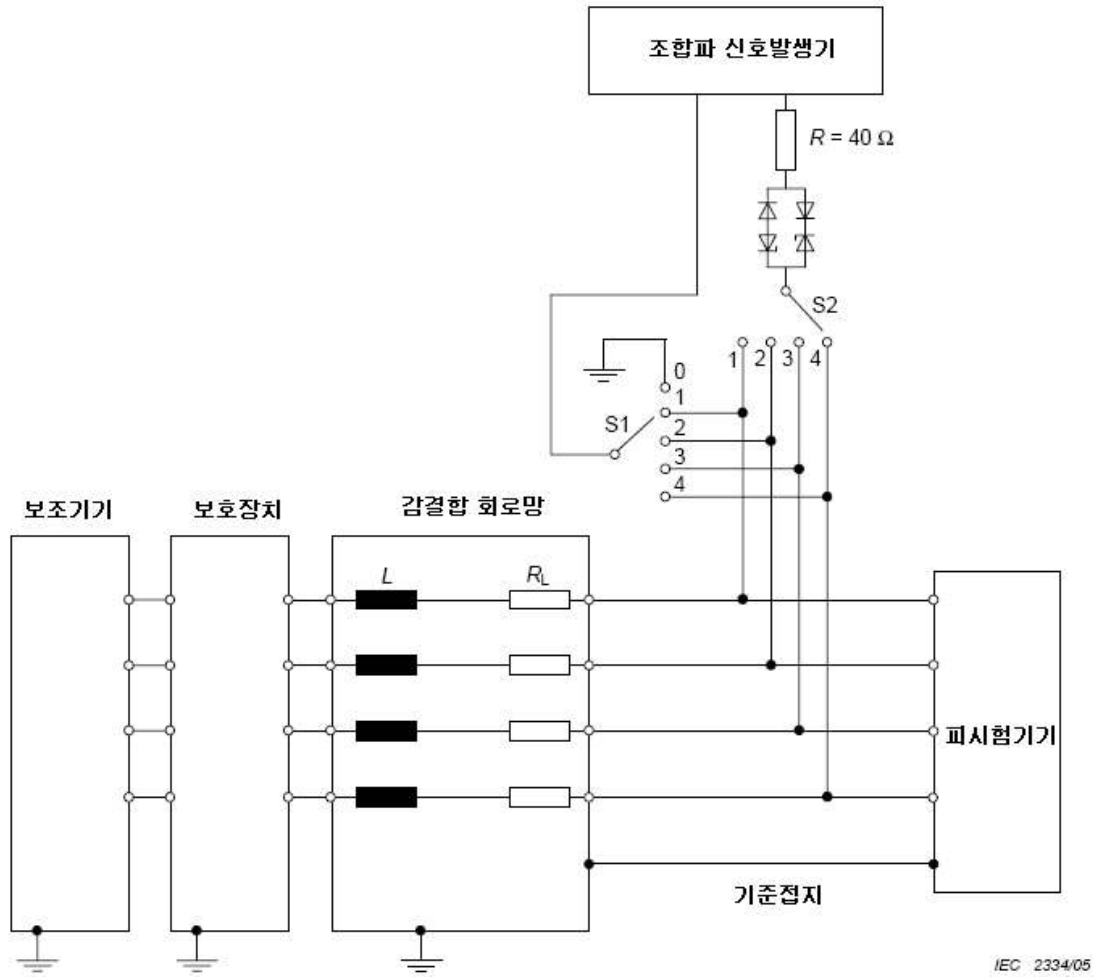 조합파 신호발생기
R = 40 Ω
S2
1 2 3 4
0
1
S1
2
3
4
보조기기
보호장치
감결합 회로망
L
RL
피시험기기
기준접지
IEC 2334/05